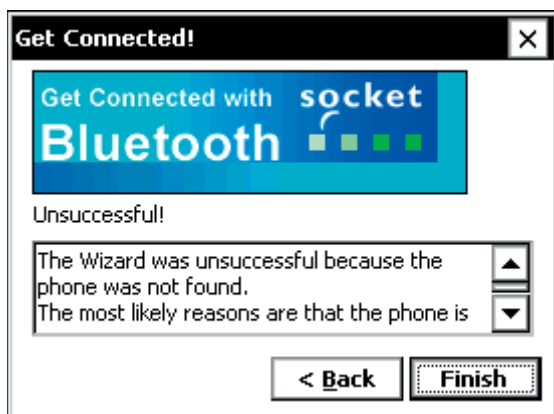 Get Connected!
Get Connected with socket
Bluetooth
Unsuccessful!
The Wizard was unsuccessful because the
phone was not found.
The most likely reasons are that the phone is
< Back
Finish